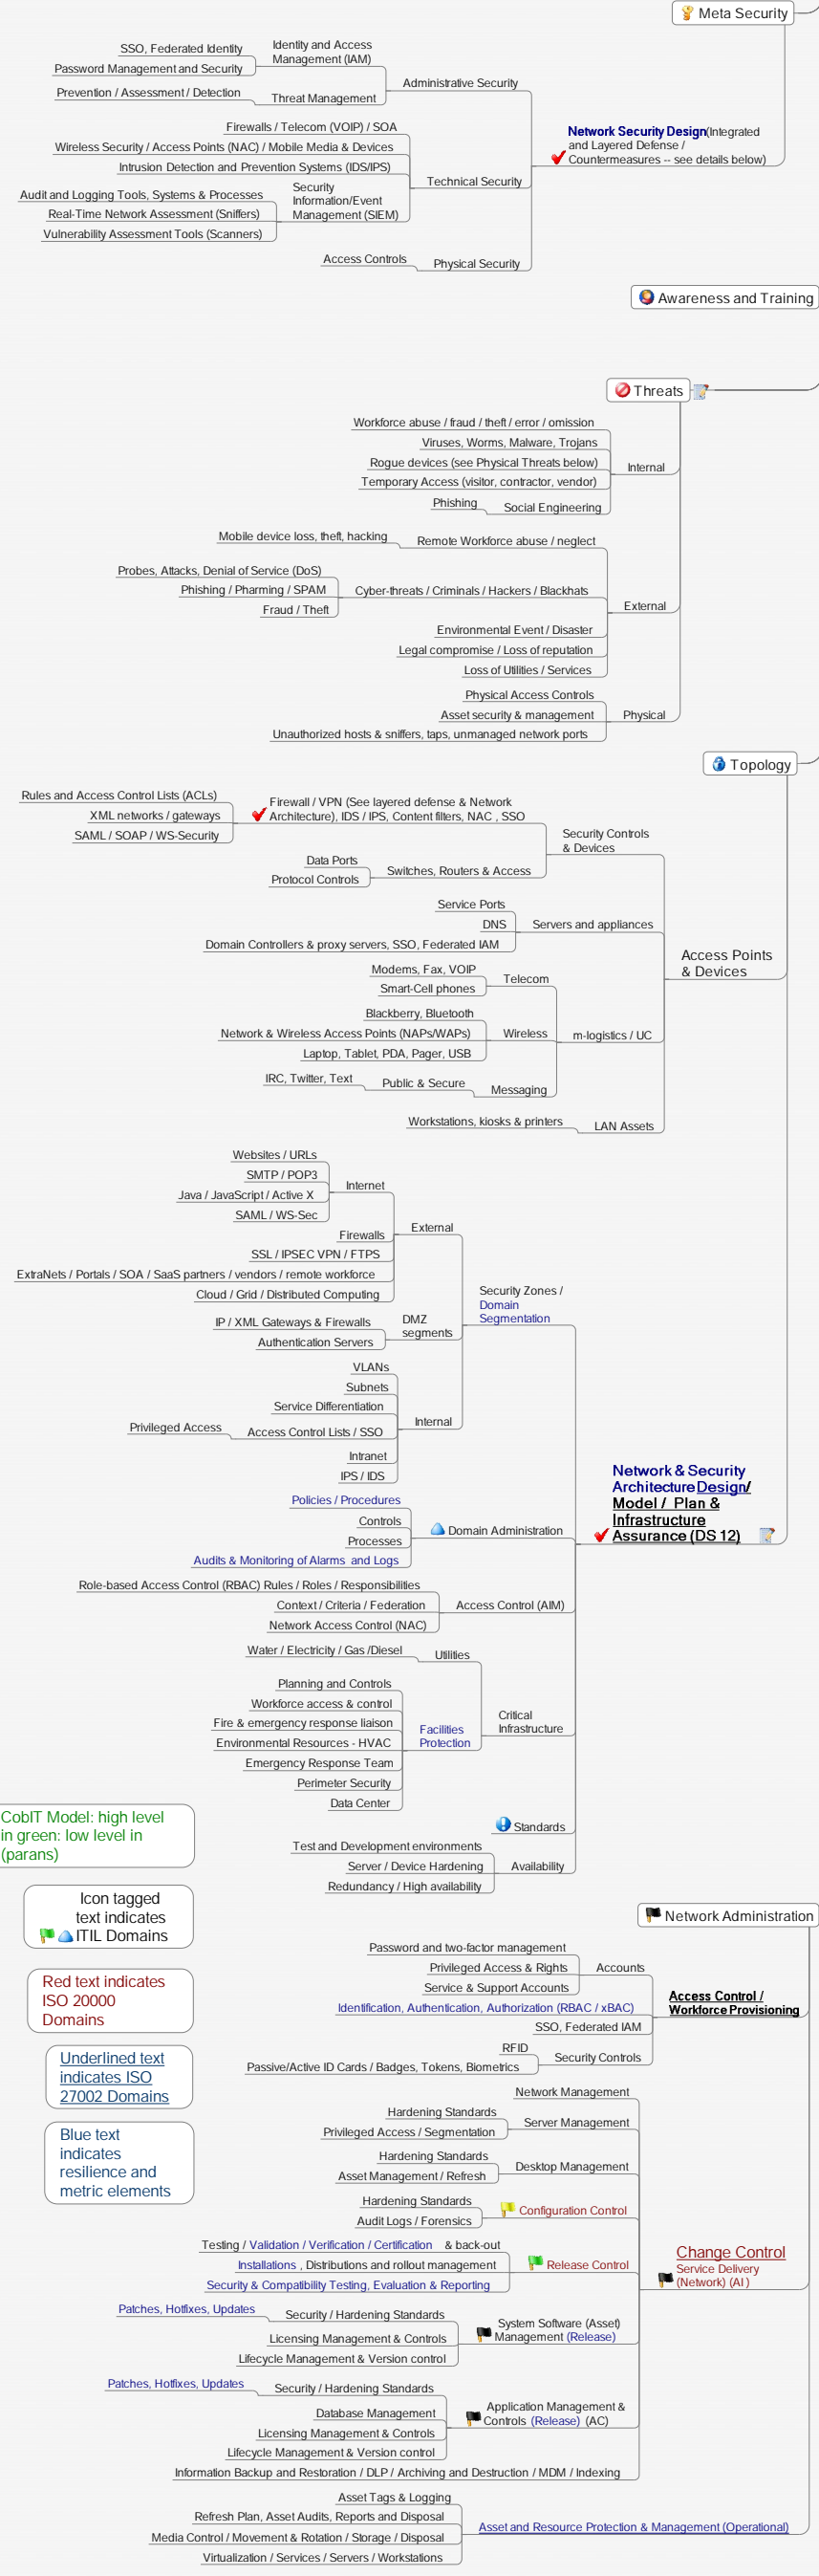 Meta Security
SSO, Federated Identity
Password Management and Security
Identity and Access
Management (IAM)
Prevention / Assessment / Detection
Threat Management
Administrative Security
Firewalls / Telecom (VOIP) / SOA
Wireless Security / Access Points (NAC) / Mobile Media & Devices
Intrusion Detection and Prevention Systems (IDS/IPS)
Audit and Logging Tools, Systems & Processes
Real-Time Network Assessment (Sniffers)
Vulnerability Assessment Tools (Scanners)
Security
Information/Event
Management (SIEM)
Technical Security
Access Controls
Physical Security
Network Security Design(Integrated
and Layered Defense /
Countermeasures -- see details below)
Awareness and Training
Threats
Workforce abuse / fraud / theft / error / omission
Viruses, Worms, Malware, Trojans
Rogue devices (see Physical Threats below)
Temporary Access (visitor, contractor, vendor)
Phishing
Social Engineering
Internal
Mobile device loss, theft, hacking
Remote Workforce abuse / neglect
Probes, Attacks, Denial of Service (DoS)
Phishing / Pharming / SPAM
Fraud / Theft
Cyber-threats / Criminals / Hackers / Blackhats
Environmental Event / Disaster
Legal compromise / Loss of reputation
Loss of Utilities / Services
External
Physical Access Controls
Asset security & management
Unauthorized hosts & sniffers, taps, unmanaged network ports
Physical
Topology
Rules and Access Control Lists (ACLs)
XML networks / gateways
SAML / SOAP / WS-Security
Firewall / VPN (See layered defense & Network
Architecture), IDS / IPS, Content filters, NAC , SSO
Data Ports
Protocol Controls
Switches, Routers & Access
Security Controls
& Devices
Service Ports
DNS
Domain Controllers & proxy servers, SSO, Federated IAM
Servers and appliances
Modems, Fax, VOIP
Smart-Cell phones
Telecom
Blackberry, Bluetooth
Network & Wireless Access Points (NAPs/WAPs)
Laptop, Tablet, PDA, Pager, USB
Wireless
IRC, Twitter, Text
Public & Secure
Messaging
m-logistics / UC
Workstations, kiosks & printers
LAN Assets
Access Points
& Devices
Websites / URLs
SMTP / POP3
Java / JavaScript / Active X
SAML / WS-Sec
Internet
Firewalls
SSL / IPSEC VPN / FTPS
ExtraNets / Portals / SOA / SaaS partners / vendors / remote workforce
Cloud / Grid / Distributed Computing
External
IP / XML Gateways & Firewalls
Authentication Servers
DMZ
segments
VLANs
Subnets
Service Differentiation
Privileged Access
Access Control Lists / SSO
Intranet
IPS / IDS
Internal
Security Zones /
Domain
Segmentation
Policies / Procedures
Controls
Processes
Audits & Monitoring of Alarms and Logs
Domain Administration
Role-based Access Control (RBAC) Rules / Roles / Responsibilities
Context / Criteria / Federation
Network Access Control (NAC)
Access Control (AIM)
Water / Electricity / Gas /Diesel
Utilities
Planning and Controls
Workforce access & control
Fire & emergency response liaison
Environmental Resources - HVAC
Emergency Response Team
Perimeter Security
Data Center
Facilities
Protection
Critical
Infrastructure
Standards
Test and Development environments
Server / Device Hardening
Redundancy / High availability
Availability
Network & Security
Architecture Design/
Model / Plan &
Infrastructure
Assurance (DS 12)
CobIT Model: high level
in green: low level in
(parans)
Icon tagged
text indicates
ITIL Domains
Red text indicates
ISO 20000
Domains
Underlined text
indicates ISO
27002 Domains
Blue text
indicates
resilience and
metric elements
Network Administration
Password and two-factor management
Privileged Access & Rights
Service & Support Accounts
Accounts
Identification, Authentication, Authorization (RBAC / xBAC)
SSO, Federated IAM
RFID
Passive/Active ID Cards / Badges, Tokens, Biometrics
Security Controls
Access Control /
Workforce Provisioning
Network Management
Hardening Standards
Privileged Access / Segmentation
Server Management
Hardening Standards
Asset Management / Refresh
Desktop Management
Hardening Standards
Audit Logs / Forensics
Configuration Control
Testing / Validation / Verification / Certification & back-out
Installations , Distributions and rollout management
Security & Compatibility Testing, Evaluation & Reporting
Release Control
Patches, Hotfixes, Updates
Security / Hardening Standards
Licensing Management & Controls
Lifecycle Management & Version control
System Software (Asset)
Management (Release)
Patches, Hotfixes, Updates
Security / Hardening Standards
Database Management
Licensing Management & Controls
Lifecycle Management & Version control
Application Management &
Controls (Release) (AC)
Information Backup and Restoration / DLP / Archiving and Destruction / MDM / Indexing
Change Control
Service Delivery
(Network) (AI )
Asset Tags & Logging
Refresh Plan, Asset Audits, Reports and Disposal
Media Control / Movement & Rotation / Storage / Disposal
Virtualization / Services / Servers / Workstations
Asset and Resource Protection & Management (Operational)